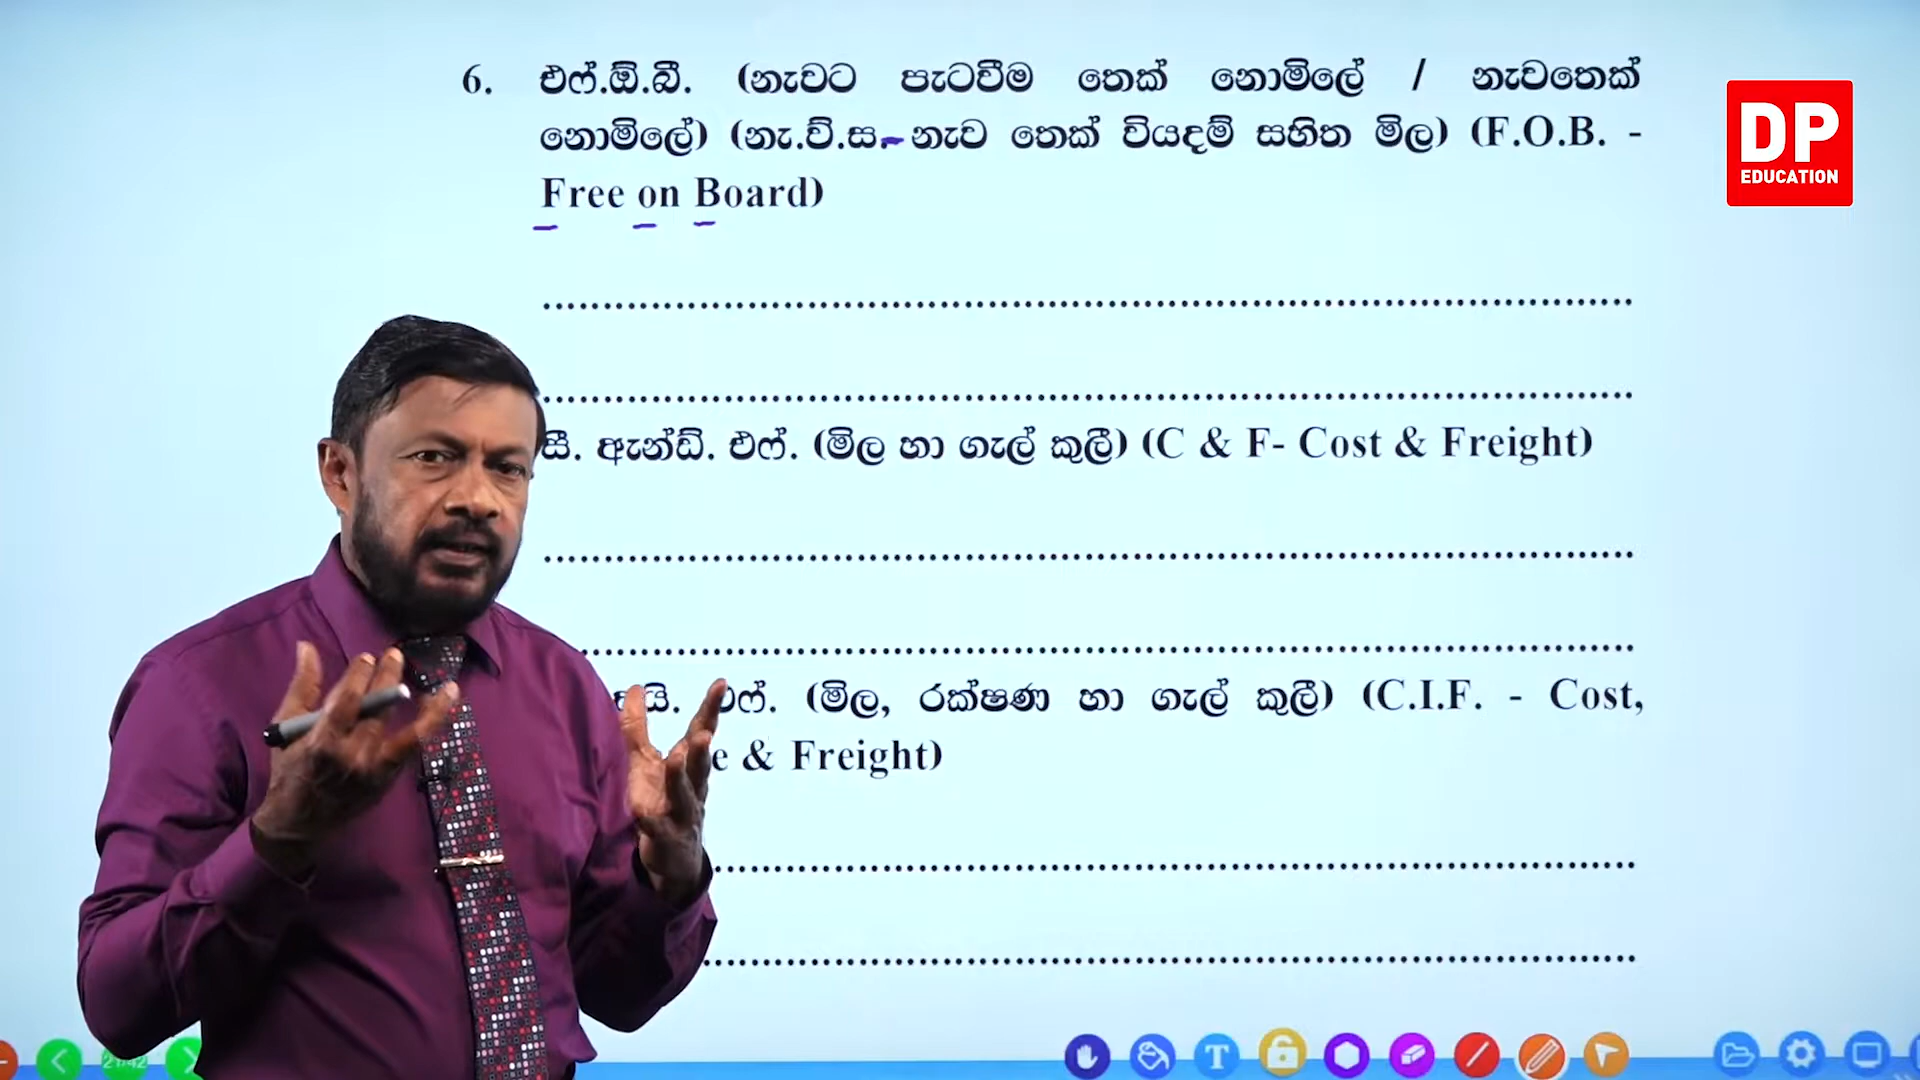 6. එෆ්.ඕ.බී. (නැවට පැටවීම තෙක් නොමිලේ / නැවතෙක්
නොමිලේ) (නැ.ව්.ස. නැව තෙක් වියදම් සහිත මිල) (F.O.B. -
Free on Board)
සී. ඇන්ඩ්. එෆ්. (මිල හා ගැල් කුලී) (C & F- Cost & Freight)
එෆ්. (මිල, රක්ෂණ හා ගැල් කුලී) (C.I.F. - Cost,
& Freight)
DP
EDUCATION